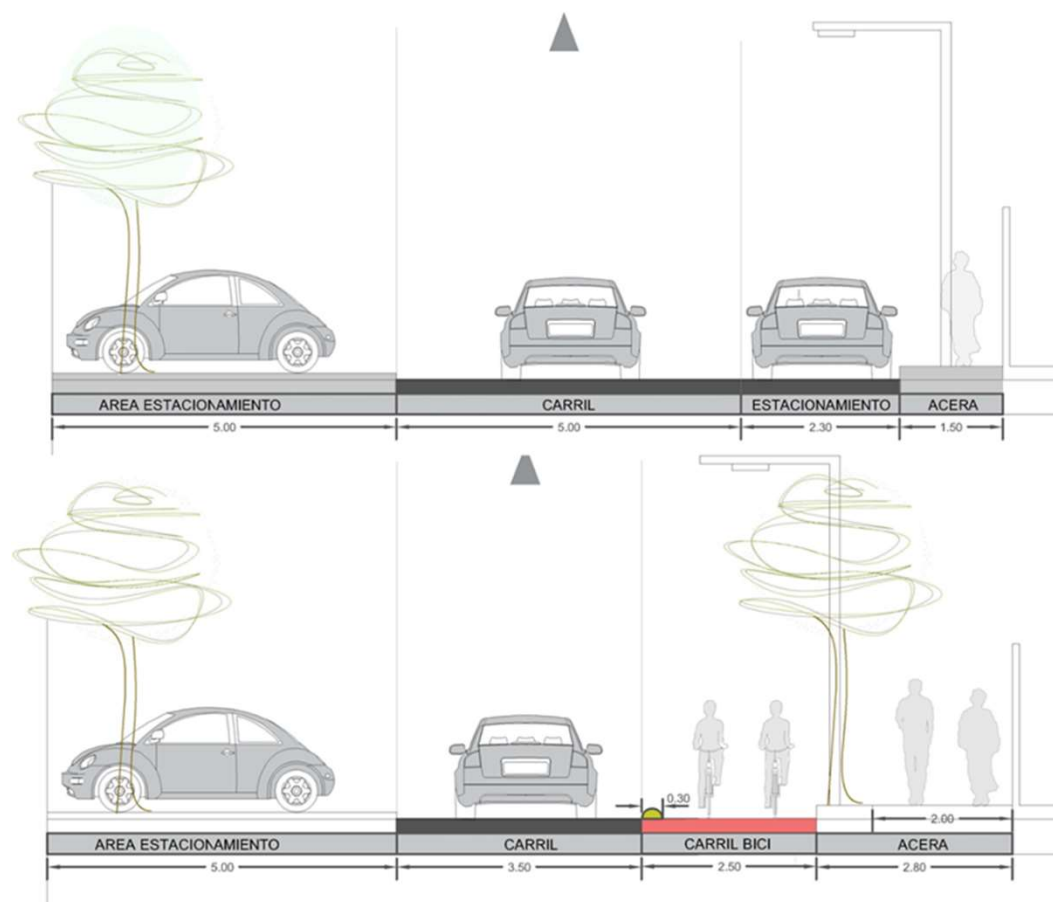 AREA ESTACIONAMIENTO CARRIL ESTACIONAMIENTO ACERA
5.00 5.00 2.30 1.50
0.30
2.00
AREA ESTACIONAMIENTO CARRIL CARRIL BICI ACERA
5.00 3.50 2.50 2.80